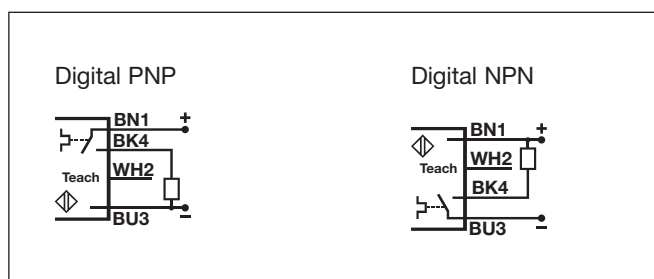 Digital PNP
BN1 +
BK4
WH2
Teach
BU3 –
Digital NPN
BN1 +
WH2
Teach
BK4
BU3 –